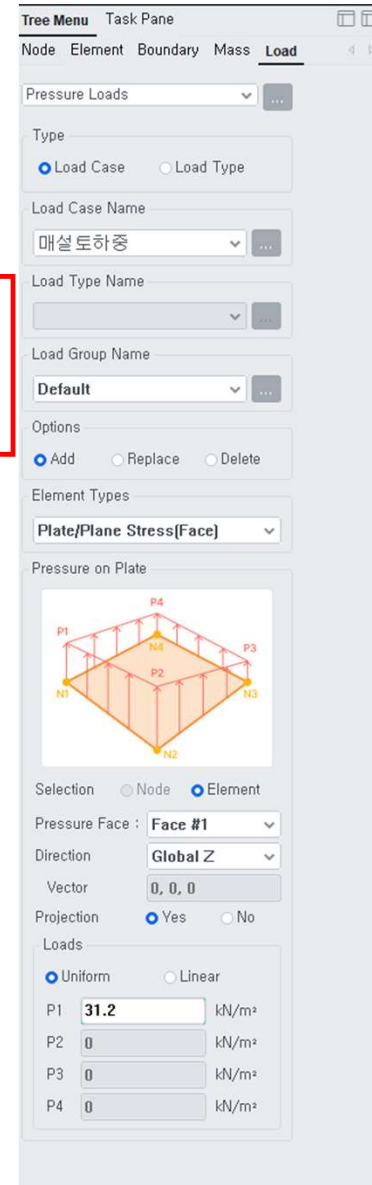 Tree Menu Task Pane
Node Element Boundary Mass Load
Pressure Loads ...
Type
Load Case Load Type
Load Case Name
매설토하중 ...
Load Type Name
...
Load Group Name
Default ...
Options
Add Replace Delete
Element Types
Plate/Plane Stress(Face)
Pressure on Plate
P4
P1
N4 P3
P2
N1 N3
N2
Selection Node Element
Pressure Face : Face #1
Direction Global Z
Vector 0, 0, 0
Projection Yes No
Loads
Uniform Linear
P1 31.2 kN/m²
P2 0 kN/m²
P3 0 kN/m²
P4 0 kN/m²